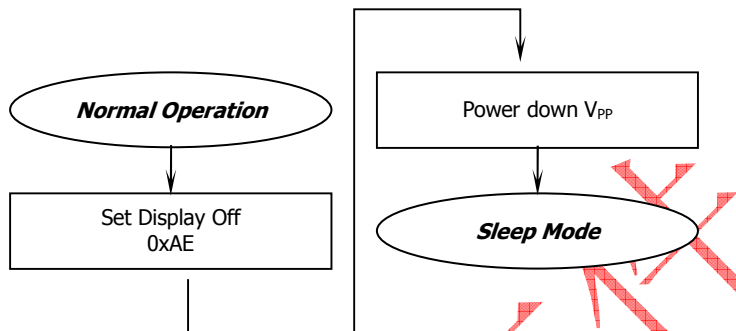 Normal Operation
Set Display Off
0xAE
Power down VPP
Sleep Mode